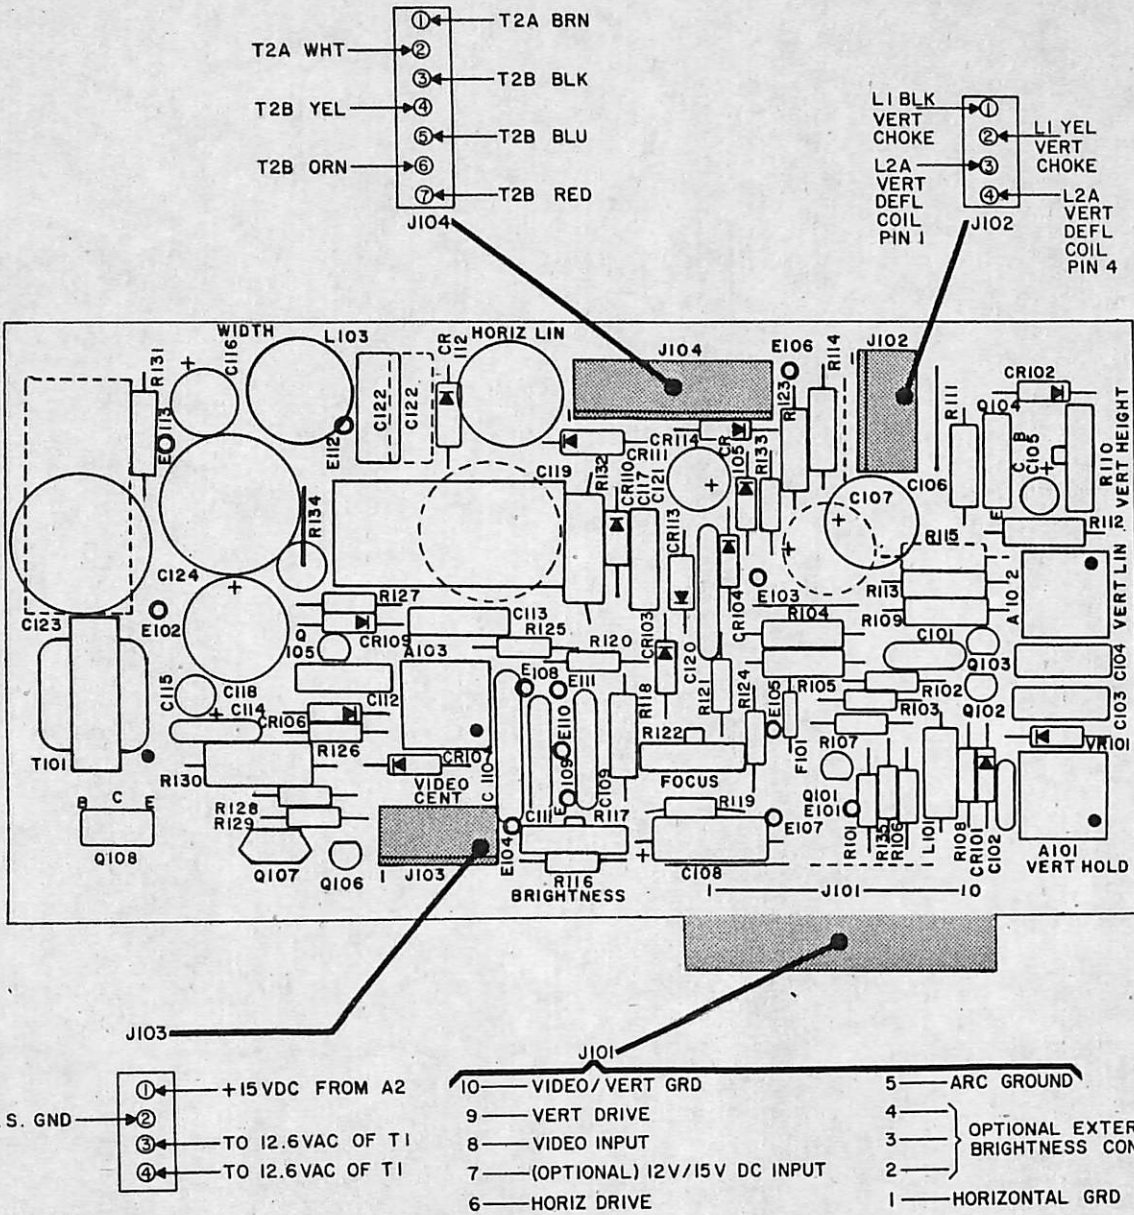 ① T2A BRN
T2A WHT ②
③ T2B BLK
T2B YEL ④
⑤ T2B BLU
T2B ORN ⑥
⑦ T2B RED
J104
L1 BLK
VERT
CHOKE
①
② L1 YEL
VERT
CHOKE
L2A
VERT
DEFL
COIL
PIN 1
③
④ L2A
VERT
DEFL
COIL
PIN 4
J102
WIDTH
L103
CR
112
HORIZ LIN
J104
E106
R114
J102
CR102
R131
C116
+
E113
E112
C122
C122
1
CR111
CR114
CR
105
R123
R133
1
R111
Q104
C
B
E
C105
+
R110
VERT HEIGHT
C119
R132
CR110
C117
C121
CR113
+
C107
+
+
C106
R112
R134
C124
+
C123
E102
R127
CR109
Q
105
C113
R125
R120
CR103
C120
CR104
E103
R104
R115
R113
R109
A102
VERT LIN
C101
Q103
C104
C115
+
C118
C114
C112
A103
E108
E111
R118
R121
R124
E105
R105
R102
R103
Q102
C103
CR106
R126
CR107
E110
R122
F101
R107
VR101
T101
R130
VIDEO
CENT
C110
E109
C109
FOCUS
Q101
E101
B C E
Q108
R128
R129
C111
R117
R119
E107
R101
R135
R106
L101
R108
CR101
C102
A101
VERT HOLD
Q107
Q106
1
J103
E104
R116
BRIGHTNESS
+
C108
1 J101 10
J103
① +15VDC FROM A2
S. GND ②
③ TO 12.6VAC OF T1
④ TO 12.6VAC OF T1
J101
10 VIDEO/VERT GRD
9 VERT DRIVE
8 VIDEO INPUT
7 (OPTIONAL) 12V/15V DC INPUT
6 HORIZ DRIVE
5 ARC GROUND
4
3
2
OPTIONAL EXTER
BRIGHTNESS CON
1 HORIZONTAL GRD